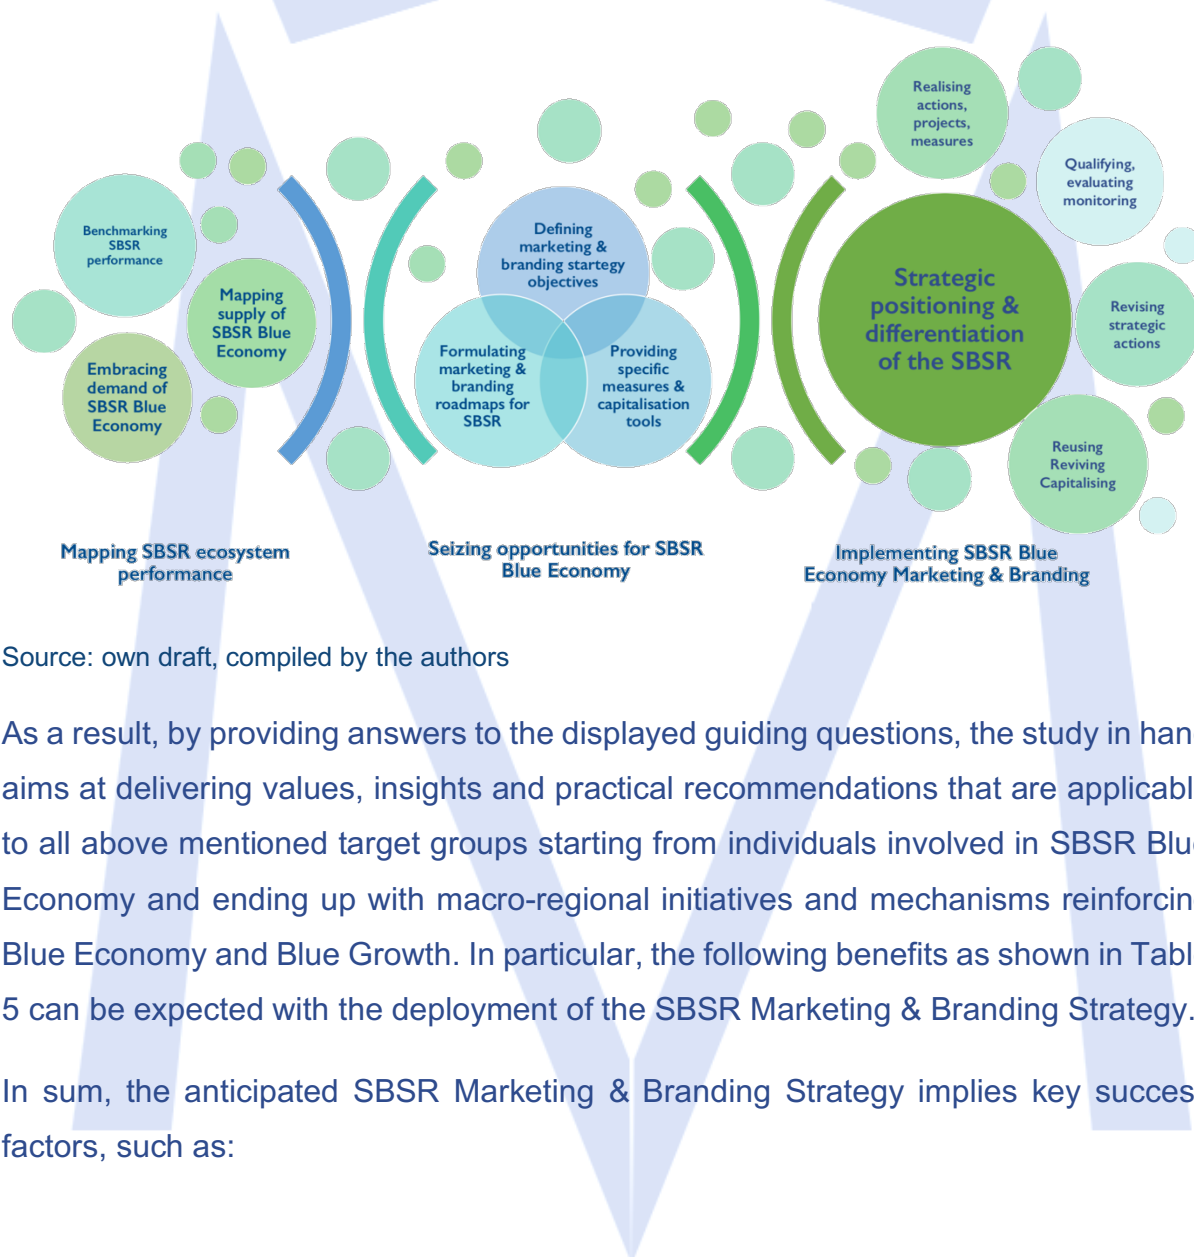 Benchmarking
SBSR
performance
Mapping
supply of
SBSR Blue
Economy
Embracing
demand of
SBSR Blue
Economy
Mapping SBSR ecosystem
performance
Defining
marketing &
branding startegy
objectives
Formulating
marketing &
branding
roadmaps for
SBSR
Providing
specific
measures &
capitalisation
tools
Seizing opportunities for SBSR
Blue Economy
Realising
actions,
projects,
measures
Qualifying,
evaluating
monitoring
Strategic
positioning &
differentiation
of the SBSR
Revising
strategic
actions
Reusing
Reviving
Capitalising
Implementing SBSR Blue
Economy Marketing & Branding
Source: own draft, compiled by the authors
As a result, by providing answers to the displayed guiding questions, the study in han
aims at delivering values, insights and practical recommendations that are applicabl
to all above mentioned target groups starting from individuals involved in SBSR Blu
Economy and ending up with macro-regional initiatives and mechanisms reinforcin
Blue Economy and Blue Growth. In particular, the following benefits as shown in Tabl
5 can be expected with the deployment of the SBSR Marketing & Branding Strategy.
In sum, the anticipated SBSR Marketing & Branding Strategy implies key succes
factors, such as: